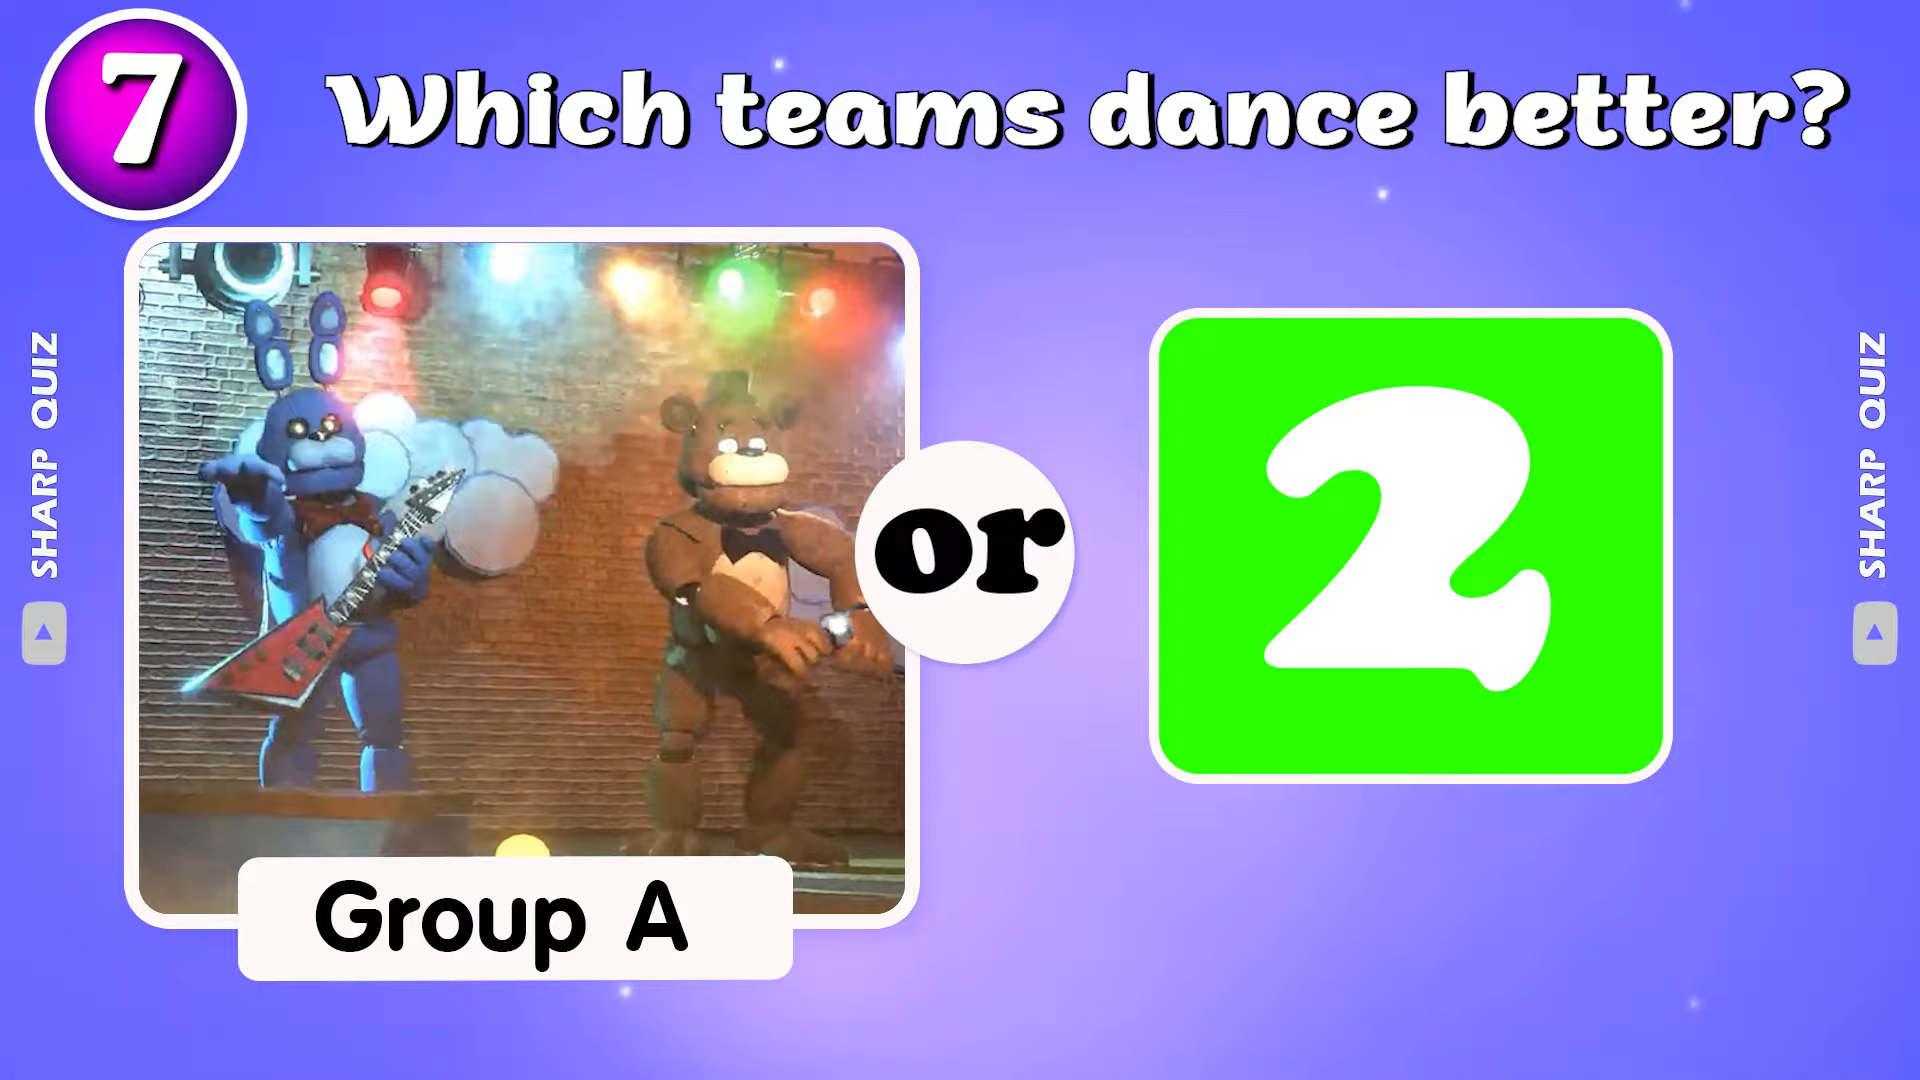 7
Which teams dance better?
SHARP QUIZ
or
2
SHARP QUIZ
Group A